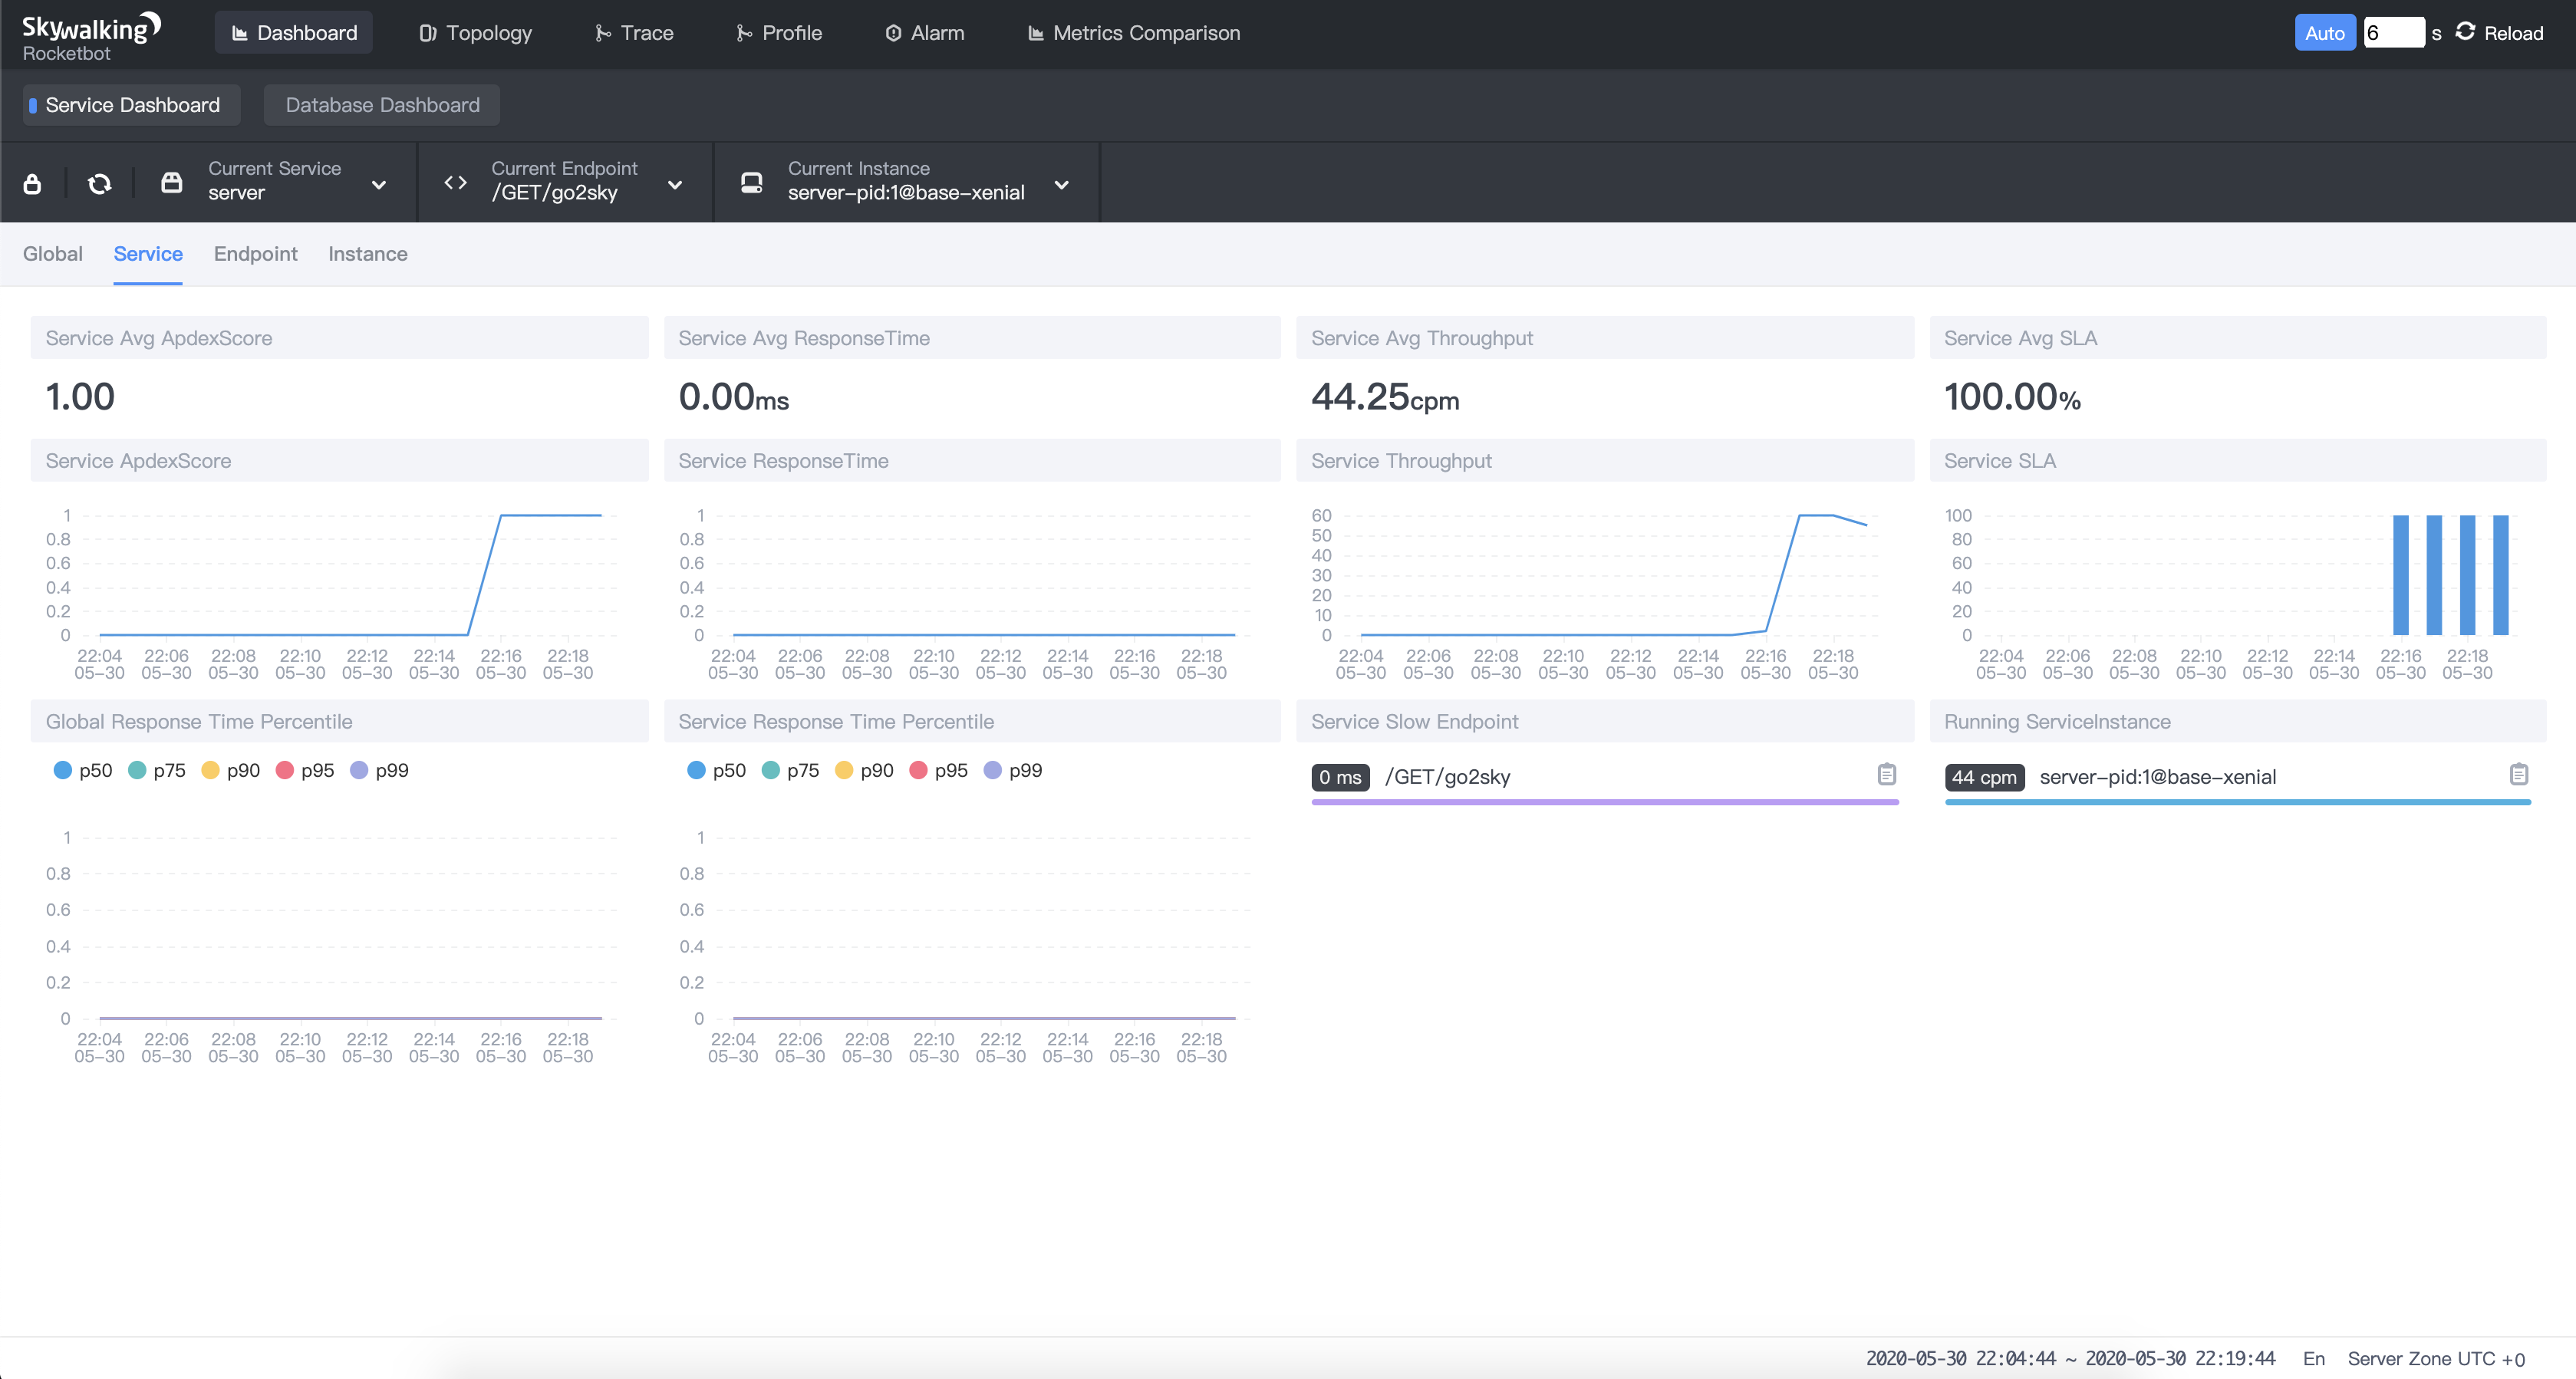 Skywalking
Rocketbot
Dashboard
Topology
Trace
Profile
Alarm
Metrics Comparison
Auto
6
s
Reload
Service Dashboard
Database Dashboard
Current Service
server
Current Endpoint
/GET/go2sky
Current Instance
server-pid:1@base-xenial
Global
Service
Endpoint
Instance
Service Avg ApdexScore
1.00
Service Avg ResponseTime
0.00ms
Service Avg Throughput
44.25cpm
Service Avg SLA
100.00%
Service ApdexScore
1
0.8
0.6
0.4
0.2
0
22:04 22:06 22:08 22:10 22:12 22:14 22:16 22:18
05-30 05-30 05-30 05-30 05-30 05-30 05-30 05-30
Service ResponseTime
1
0.8
0.6
0.4
0.2
0
22:04 22:06 22:08 22:10 22:12 22:14 22:16 22:18
05-30 05-30 05-30 05-30 05-30 05-30 05-30 05-30
Service Throughput
60
50
40
30
20
10
0
22:04 22:06 22:08 22:10 22:12 22:14 22:16 22:18
05-30 05-30 05-30 05-30 05-30 05-30 05-30 05-30
Service SLA
100
80
60
40
20
0
22:04 22:06 22:08 22:10 22:12 22:14 22:16 22:18
05-30 05-30 05-30 05-30 05-30 05-30 05-30 05-30
Global Response Time Percentile
p50 p75 p90 p95 p99
1
0.8
0.6
0.4
0.2
0
22:04 22:06 22:08 22:10 22:12 22:14 22:16 22:18
05-30 05-30 05-30 05-30 05-30 05-30 05-30 05-30
Service Response Time Percentile
p50 p75 p90 p95 p99
1
0.8
0.6
0.4
0.2
0
22:04 22:06 22:08 22:10 22:12 22:14 22:16 22:18
05-30 05-30 05-30 05-30 05-30 05-30 05-30 05-30
Service Slow Endpoint
0 ms /GET/go2sky
Running ServiceInstance
44 cpm server-pid:1@base-xenial
2020-05-30 22:04:44 ~ 2020-05-30 22:19:44
En
Server Zone UTC +0